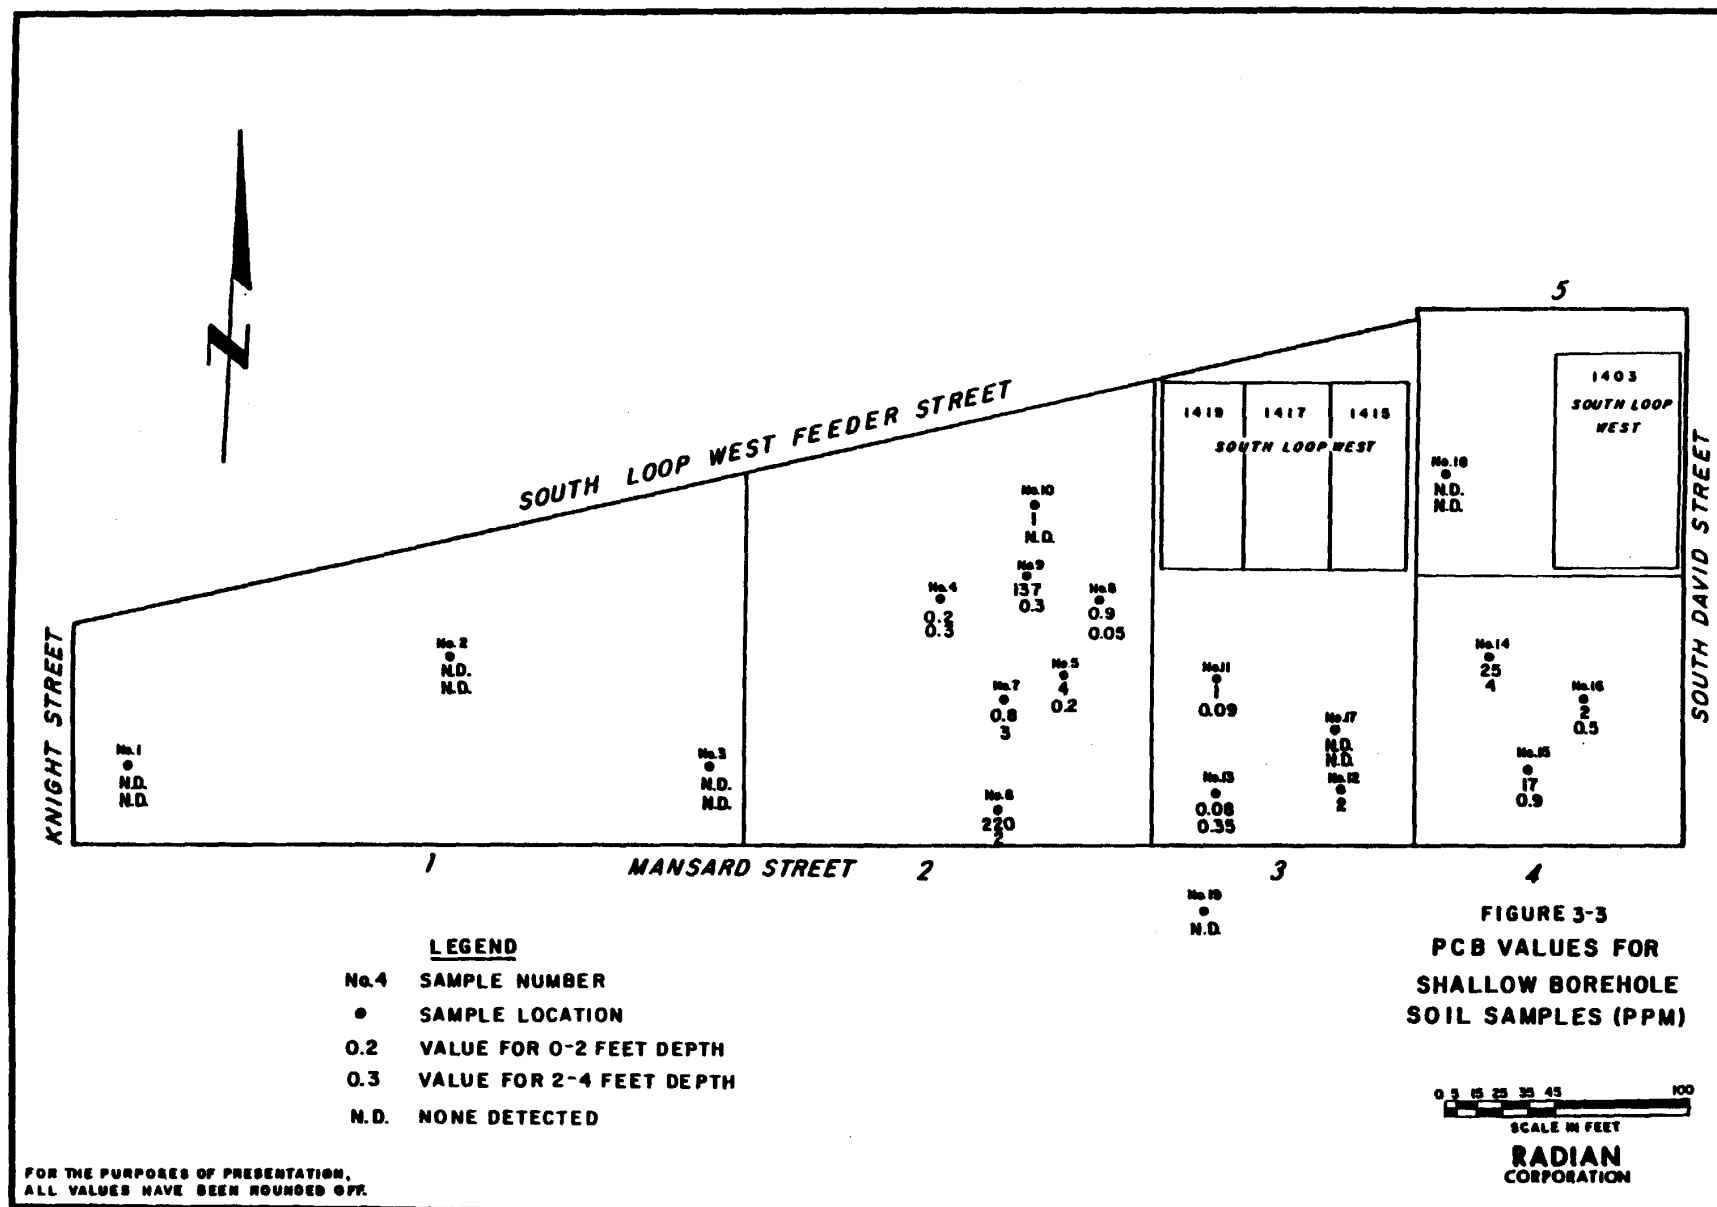 N
5
1403
SOUTH LOOP
WEST
1419 1417 1415
SOUTH LOOP WEST
SOUTH LOOP WEST FEEDER STREET
KNIGHT STREET
SOUTH DAVID STREET
No.18
N.D.
N.D.
No.10
1
N.D.
No.9
137
0.3
No.4
0.2
0.3
No.8
0.9
0.05
No.2
N.D.
N.D.
No.5
4
0.2
No.7
0.8
3
No.11
1
0.09
No.14
25
4
No.16
2
0.5
No.17
N.D.
N.D.
No.1
N.D.
N.D.
No.3
N.D.
N.D.
No.6
220
2
No.13
0.08
0.35
No.12
2
No.15
17
0.9
1
MANSARD STREET
2
3
4
No.19
N.D.
LEGEND
No.4 SAMPLE NUMBER
SAMPLE LOCATION
0.2 VALUE FOR 0-2 FEET DEPTH
0.3 VALUE FOR 2-4 FEET DEPTH
N.D. NONE DETECTED
FIGURE 3-3
PCB VALUES FOR
SHALLOW BOREHOLE
SOIL SAMPLES (PPM)
0 5 15 25 35 45 100
SCALE IN FEET
RADIAN
CORPORATION
FOR THE PURPOSES OF PRESENTATION,
ALL VALUES HAVE BEEN ROUNDED OFF.